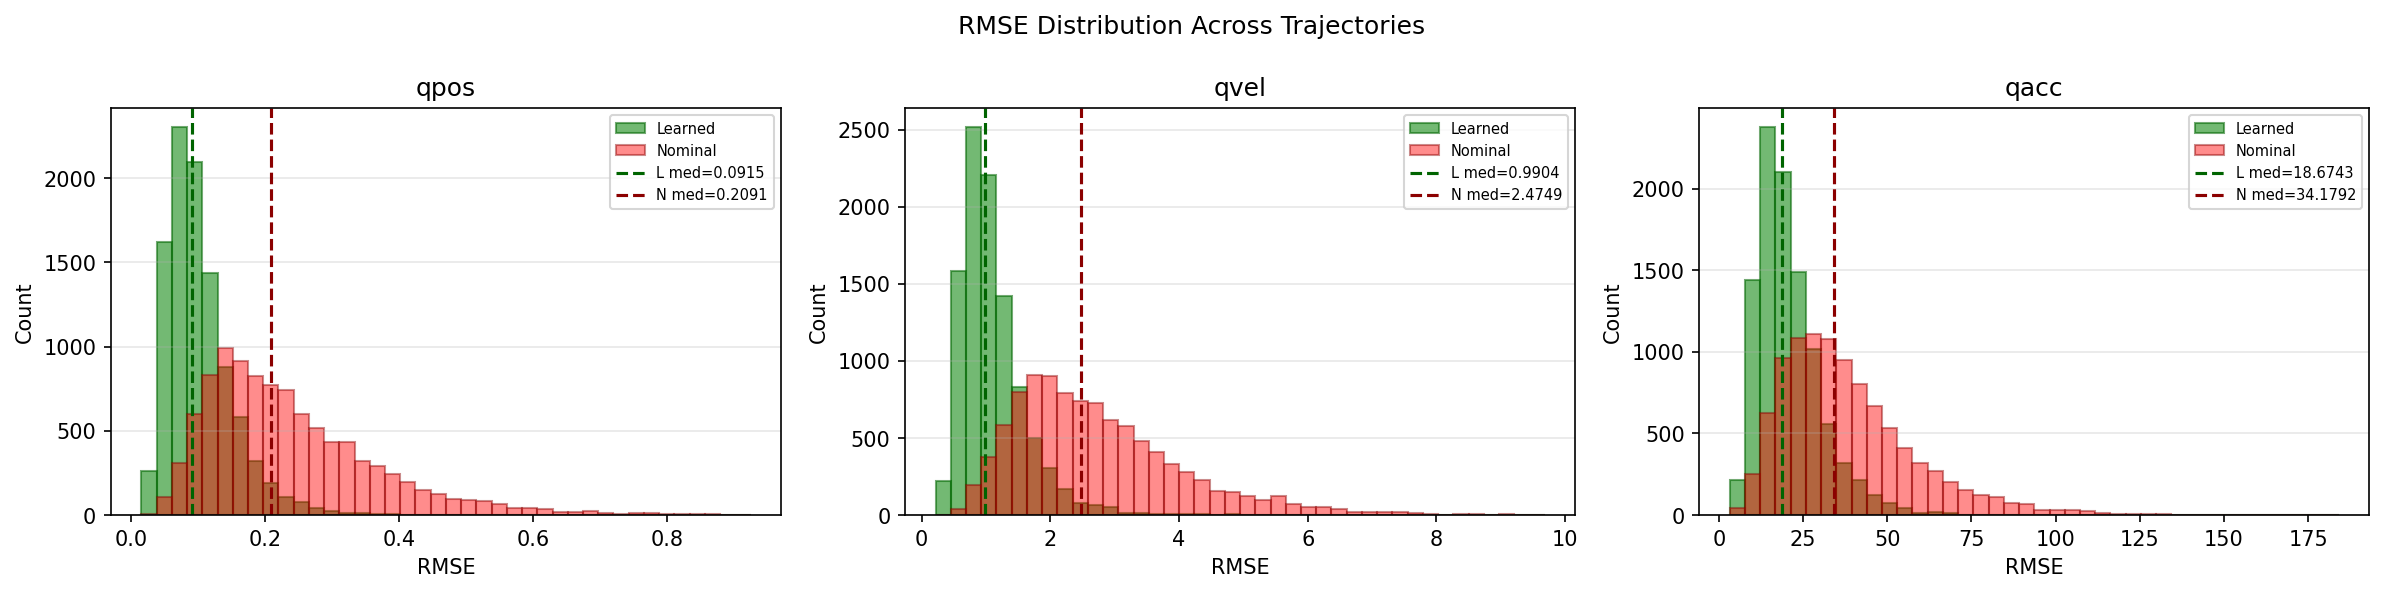 RMSE Distribution Across Trajectories
qpos
Count
2000
1500
1000
500
0
0.0 0.2 0.4 0.6 0.8
RMSE
Learned
Nominal
L med=0.0915
N med=0.2091
qvel
Count
2500
2000
1500
1000
500
0
0 2 4 6 8 10
RMSE
Learned
Nominal
L med=0.9904
N med=2.4749
qacc
Count
2000
1500
1000
500
0
0 25 50 75 100 125 150 175
RMSE
Learned
Nominal
L med=18.6743
N med=34.1792